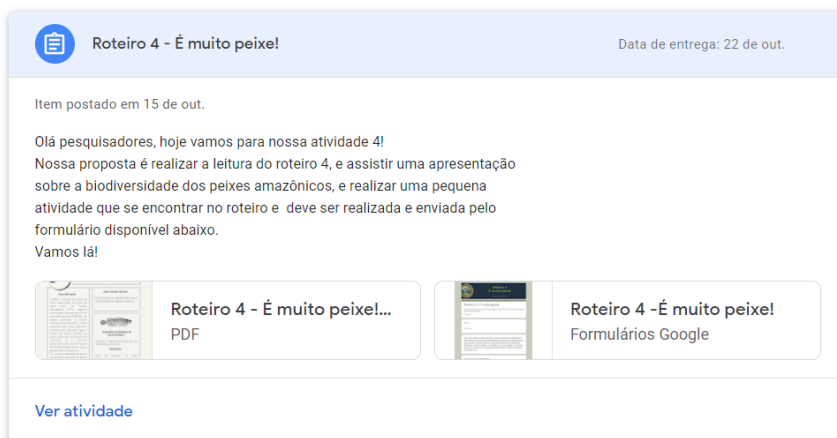 Roteiro 4 - É muito peixe!
Data de entrega: 22 de out.
Item postado em 15 de out.
Olá pesquisadores, hoje vamos para nossa atividade 4!
Nossa proposta é realizar a leitura do roteiro 4, e assistir uma apresentação
sobre a biodiversidade dos peixes amazônicos, e realizar uma pequena
atividade que se encontrar no roteiro e  deve ser realizada e enviada pelo
formulário disponível abaixo.
Vamos lá!
Roteiro 4 - É muito peixe!...
PDF
Roteiro 4 -É muito peixe!
Formulários Google
Ver atividade